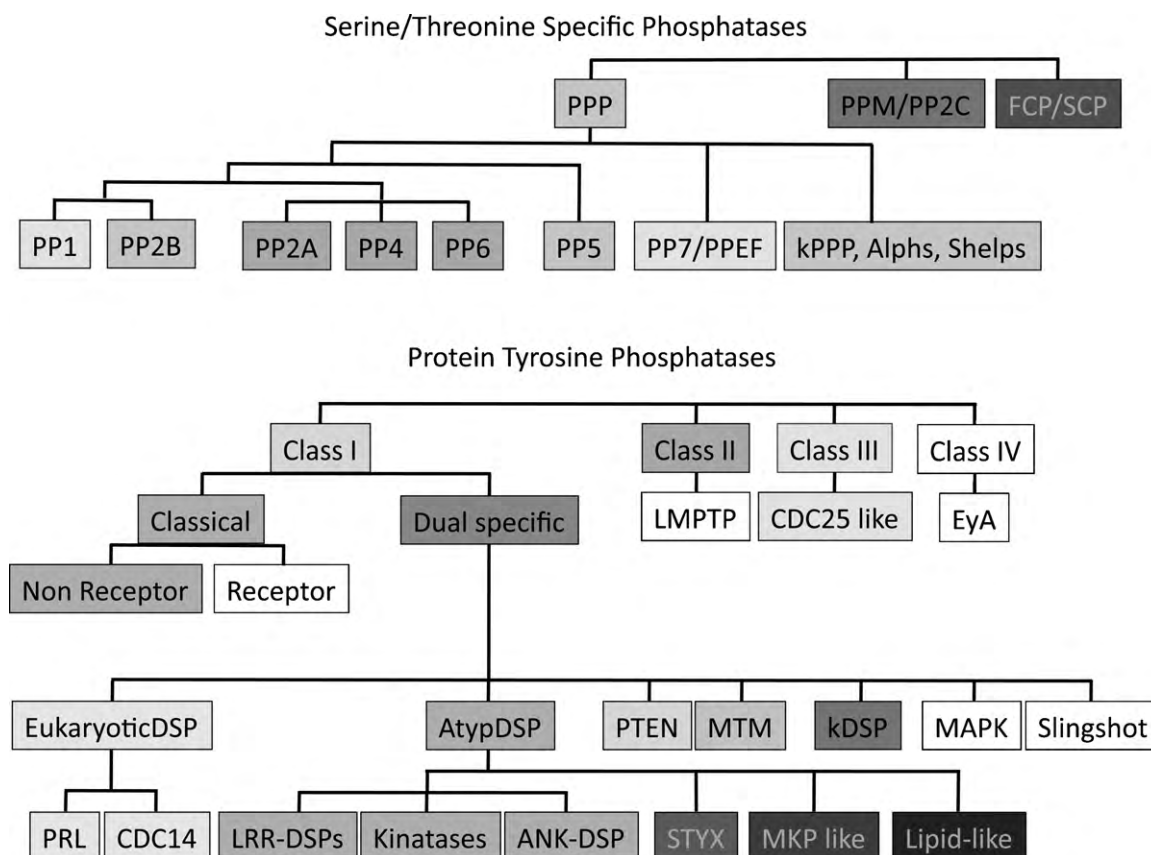 Serine/Threonine Specific Phosphatases
PPP
PPM/PP2C
FCP/SCP
PP1
PP2B
PP2A
PP4
PP6
PP5
PP7/PPEF
kPPP, Alphs, Shelps
Protein Tyrosine Phosphatases
Class I
Class II
Class III
Class IV
Classical
Dual specific
LMPTP
CDC25 like
EyA
Non Receptor
Receptor
EukaryoticDSP
AtypDSP
PTEN
MTM
kDSP
MAPK
Slingshot
PRL
CDC14
LRR-DSPs
Kinatases
ANK-DSP
STYX
MKP like
Lipid-like